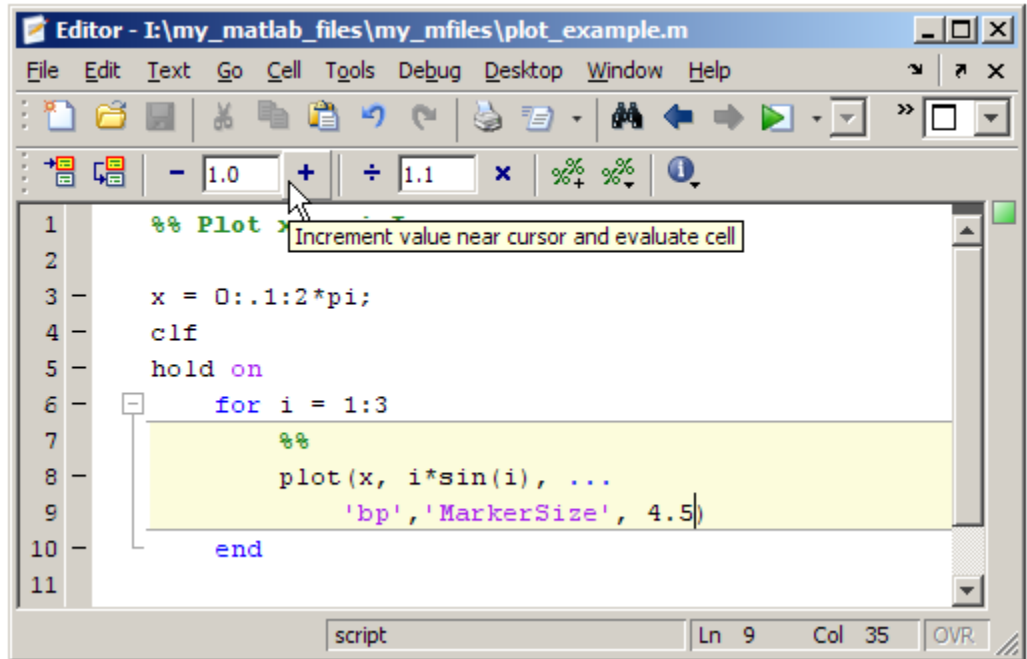 Editor - I:\my_matlab_files\my_mfiles\plot_example.m
File Edit Text Go Cell Tools Debug Desktop Window Help
- 1.0 + ÷ 1.1 ×
1 %% Plot
Increment value near cursor and evaluate cell
2
3 - x = 0:.1:2*pi;
4 - clf
5 - hold on
6 - for i = 1:3
7 %%
8 - plot(x, i*sin(i), ...
9 'bp','MarkerSize', 4.5)
10 - end
11
script Ln 9 Col 35 OVR